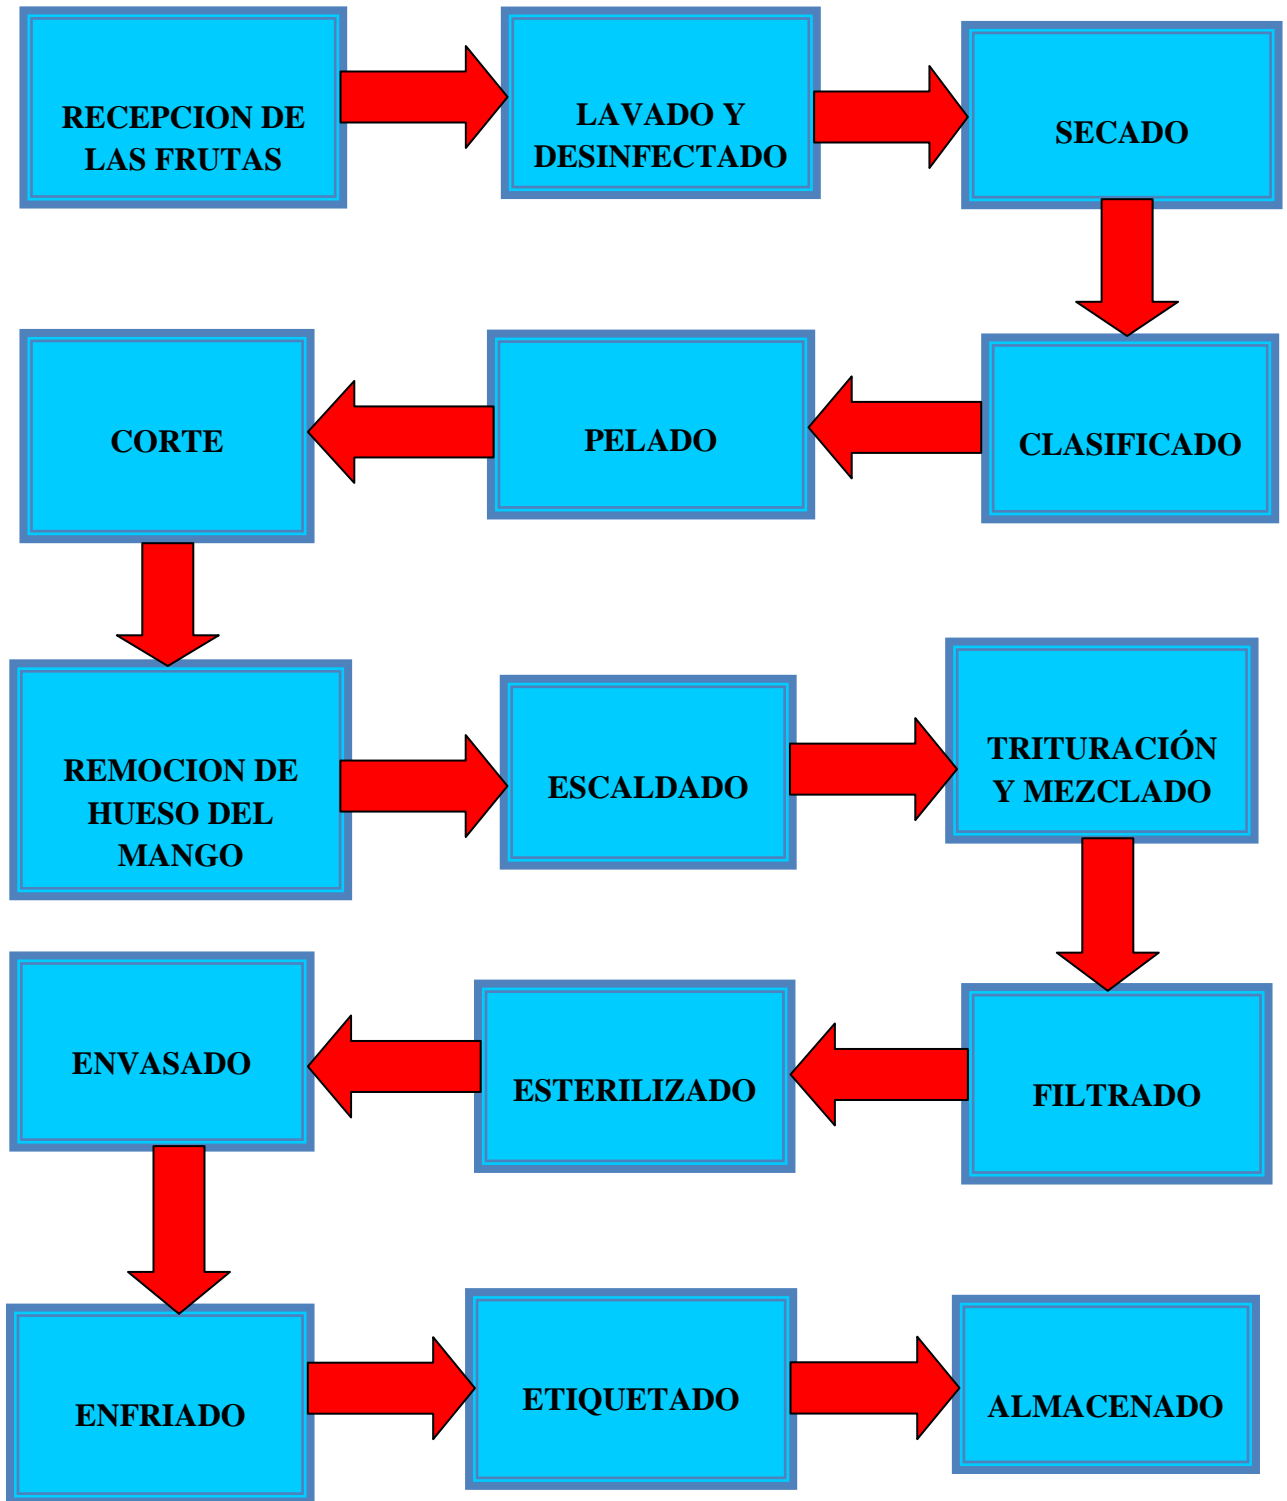 RECEPCION DE
LAS FRUTAS
LAVADO Y
DESINFECTADO
SECADO
CLASIFICADO
PELADO
CORTE
REMOCION DE
HUESO DEL
MANGO
ESCALDADO
TRITURACIÓN
Y MEZCLADO
FILTRADO
ESTERILIZADO
ENVASADO
ENFRIADO
ETIQUETADO
ALMACENADO